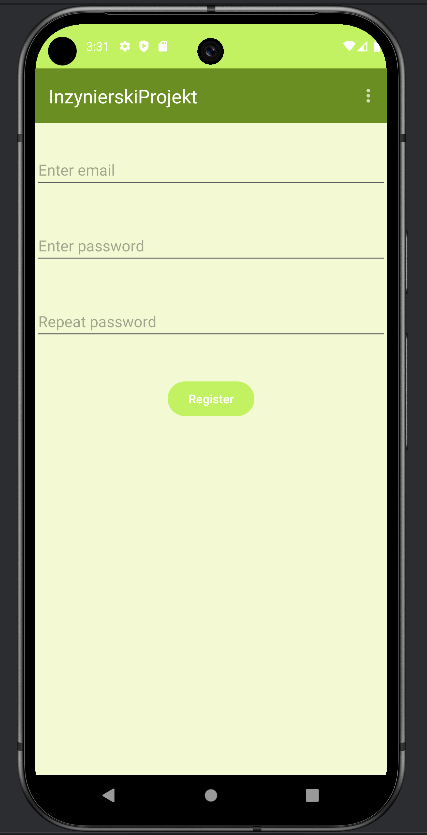 3:31
InzynierskiProjekt
Enter email
Enter password
Repeat password
Register